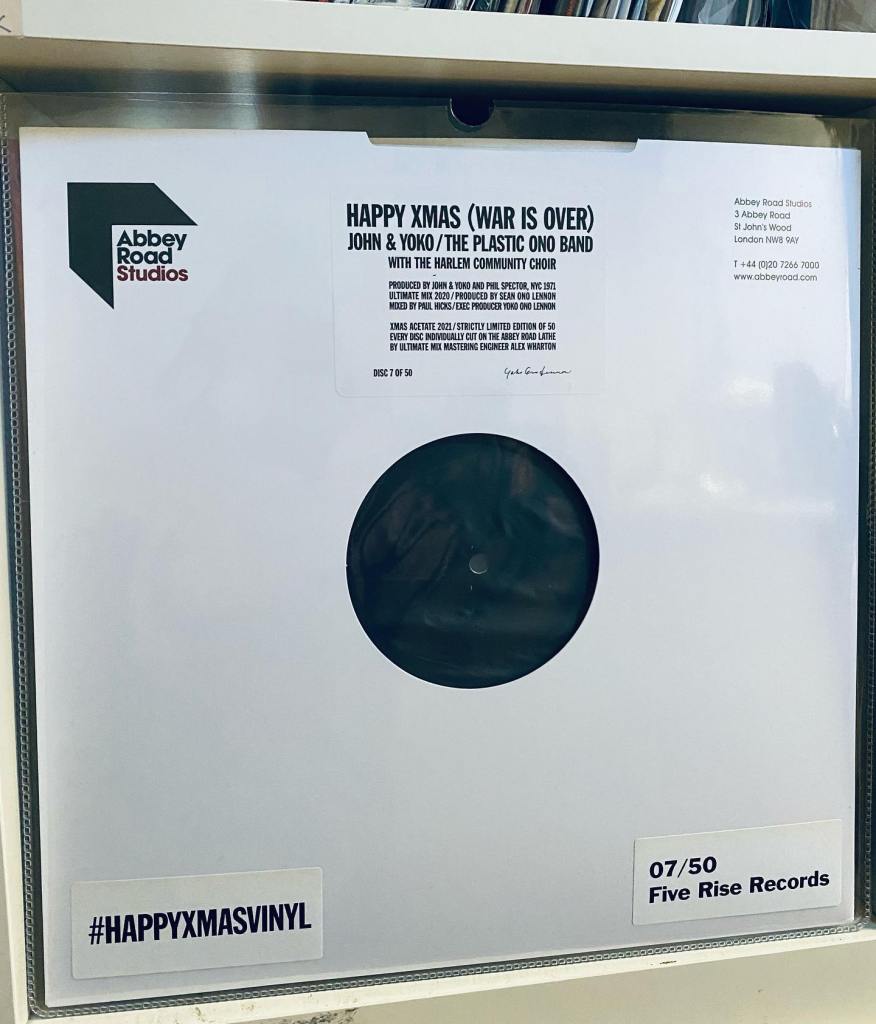 Abbey
Road
Studios
HAPPY XMAS (WAR IS OVER)
JOHN & YOKO/THE PLASTIC ONO BAND
WITH THE HARLEM COMMUNITY CHOIR
PRODUCED BY JOHN & YOKO AND PHIL SPECTOR, NYC 1971
ULTIMATE MIX 2020/PRODUCED BY SEAN ONO LENNON
MIXED BY PAUL HICKS/EXEC PRODUCER YOKO ONO LENNON
XMAS ACETATE 2021/STRICTLY LIMITED EDITION OF 50
EVERY DISC INDIVIDUALLY CUT ON THE ABBEY ROAD LATHE
BY ULTIMATE MIX MASTERING ENGINEER ALEX WHARTON
DISC 7 OF 50
Yoko Ono Lennon
Abbey Road Studios
3 Abbey Road
St John's Wood
London NW8 9AY
T +44 (0)20 7266 7000
www.abbeyroad.com
#HAPPYXMASVINYL
07/50
Five Rise Records